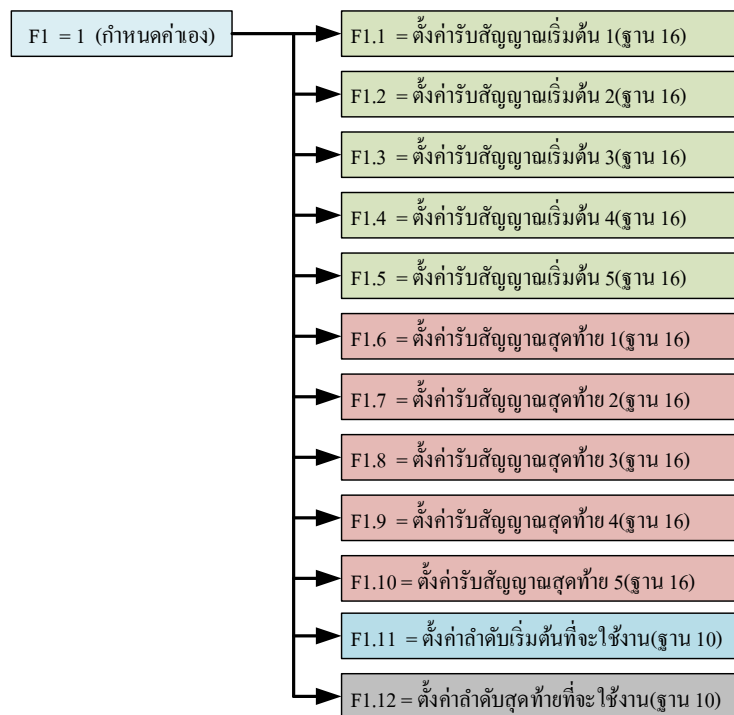 F1 = 1 (กำหนดค่าเอง)
F1.1 = ตั้งค่ารับสัญญาณเริ่มต้น 1(ฐาน 16)
F1.2 = ตั้งค่ารับสัญญาณเริ่มต้น 2(ฐาน 16)
F1.3 = ตั้งค่ารับสัญญาณเริ่มต้น 3(ฐาน 16)
F1.4 = ตั้งค่ารับสัญญาณเริ่มต้น 4(ฐาน 16)
F1.5 = ตั้งค่ารับสัญญาณเริ่มต้น 5(ฐาน 16)
F1.6 = ตั้งค่ารับสัญญาณสุดท้าย 1(ฐาน 16)
F1.7 = ตั้งค่ารับสัญญาณสุดท้าย 2(ฐาน 16)
F1.8 = ตั้งค่ารับสัญญาณสุดท้าย 3(ฐาน 16)
F1.9 = ตั้งค่ารับสัญญาณสุดท้าย 4(ฐาน 16)
F1.10 = ตั้งค่ารับสัญญาณสุดท้าย 5(ฐาน 16)
F1.11 = ตั้งค่าลำดับเริ่มต้นที่จะใช้งาน(ฐาน 10)
F1.12 = ตั้งค่าลำดับสุดท้ายที่จะใช้งาน(ฐาน 10)